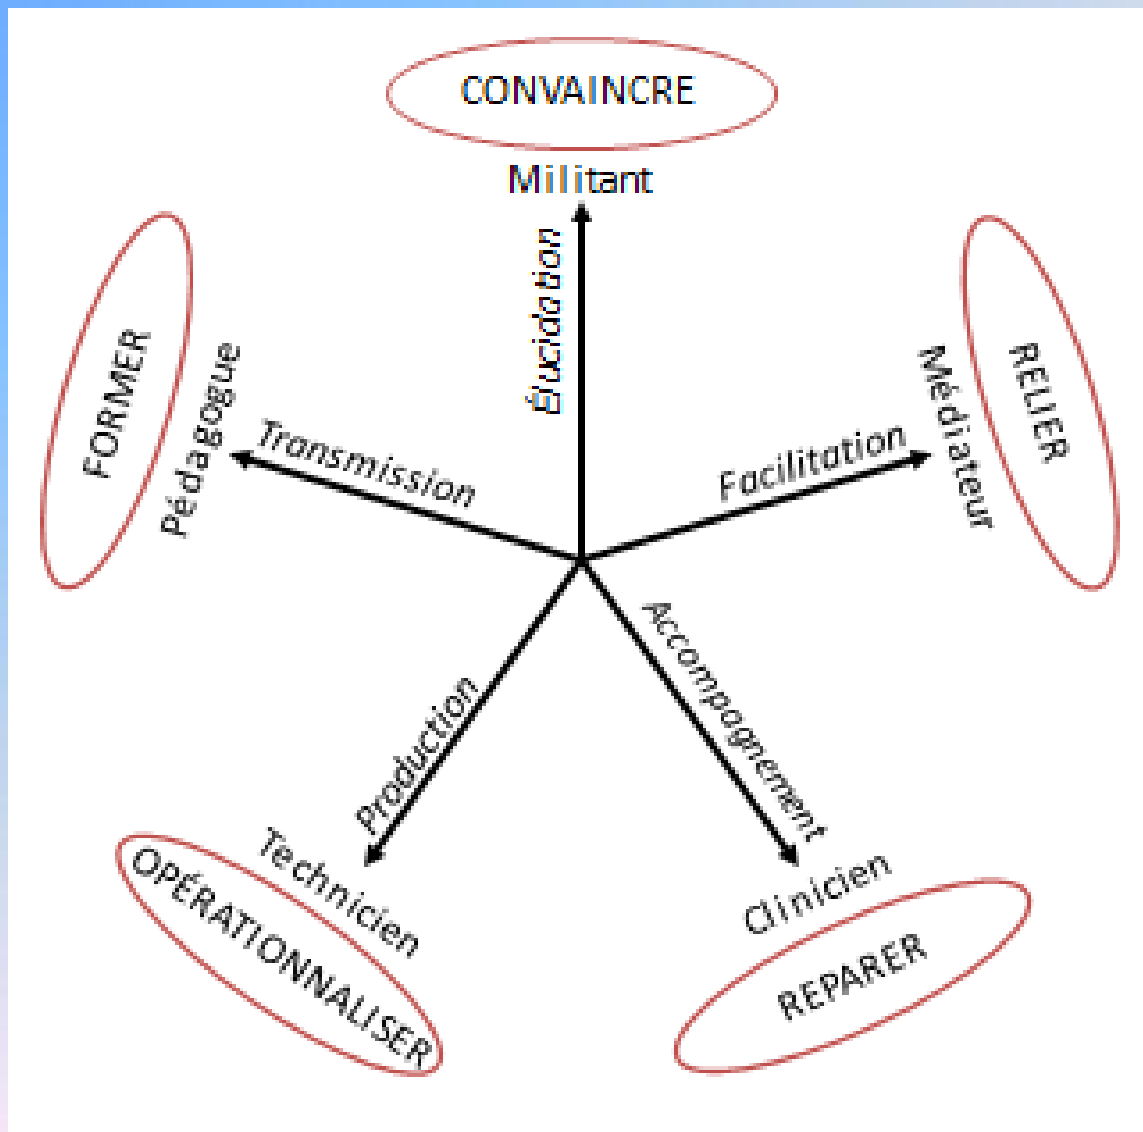 CONVAINCRE
Militant
Élucidation
FORMER
Pédagogue
Transmission
Facilitation
Médiateur
RELIER
Production
Technicien
OPÉRATIONNALISER
Accompagnement
Clinicien
REPARER